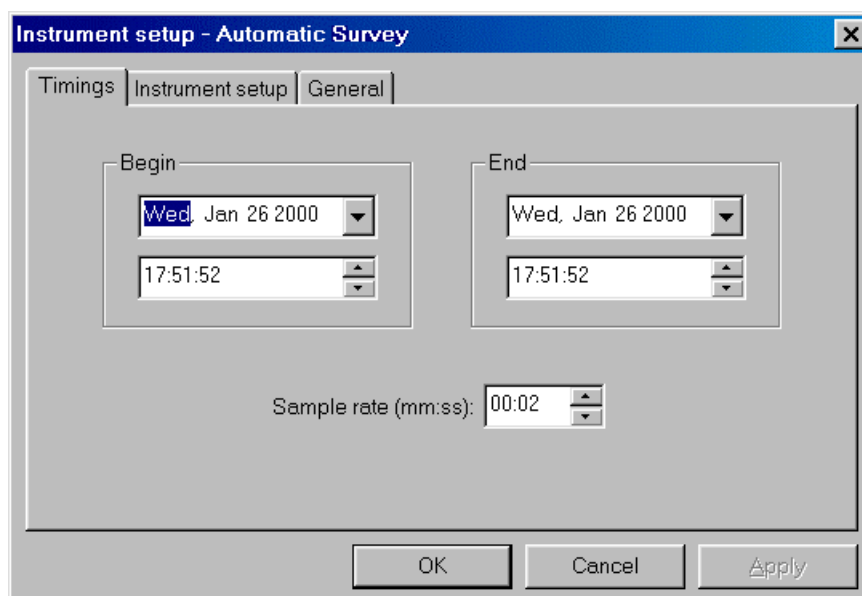 Instrument setup - Automatic Survey
Timings Instrument setup General
Begin
Wed, Jan 26 2000
17:51:52
End
Wed, Jan 26 2000
17:51:52
Sample rate (mm:ss): 00:02
OK Cancel Apply